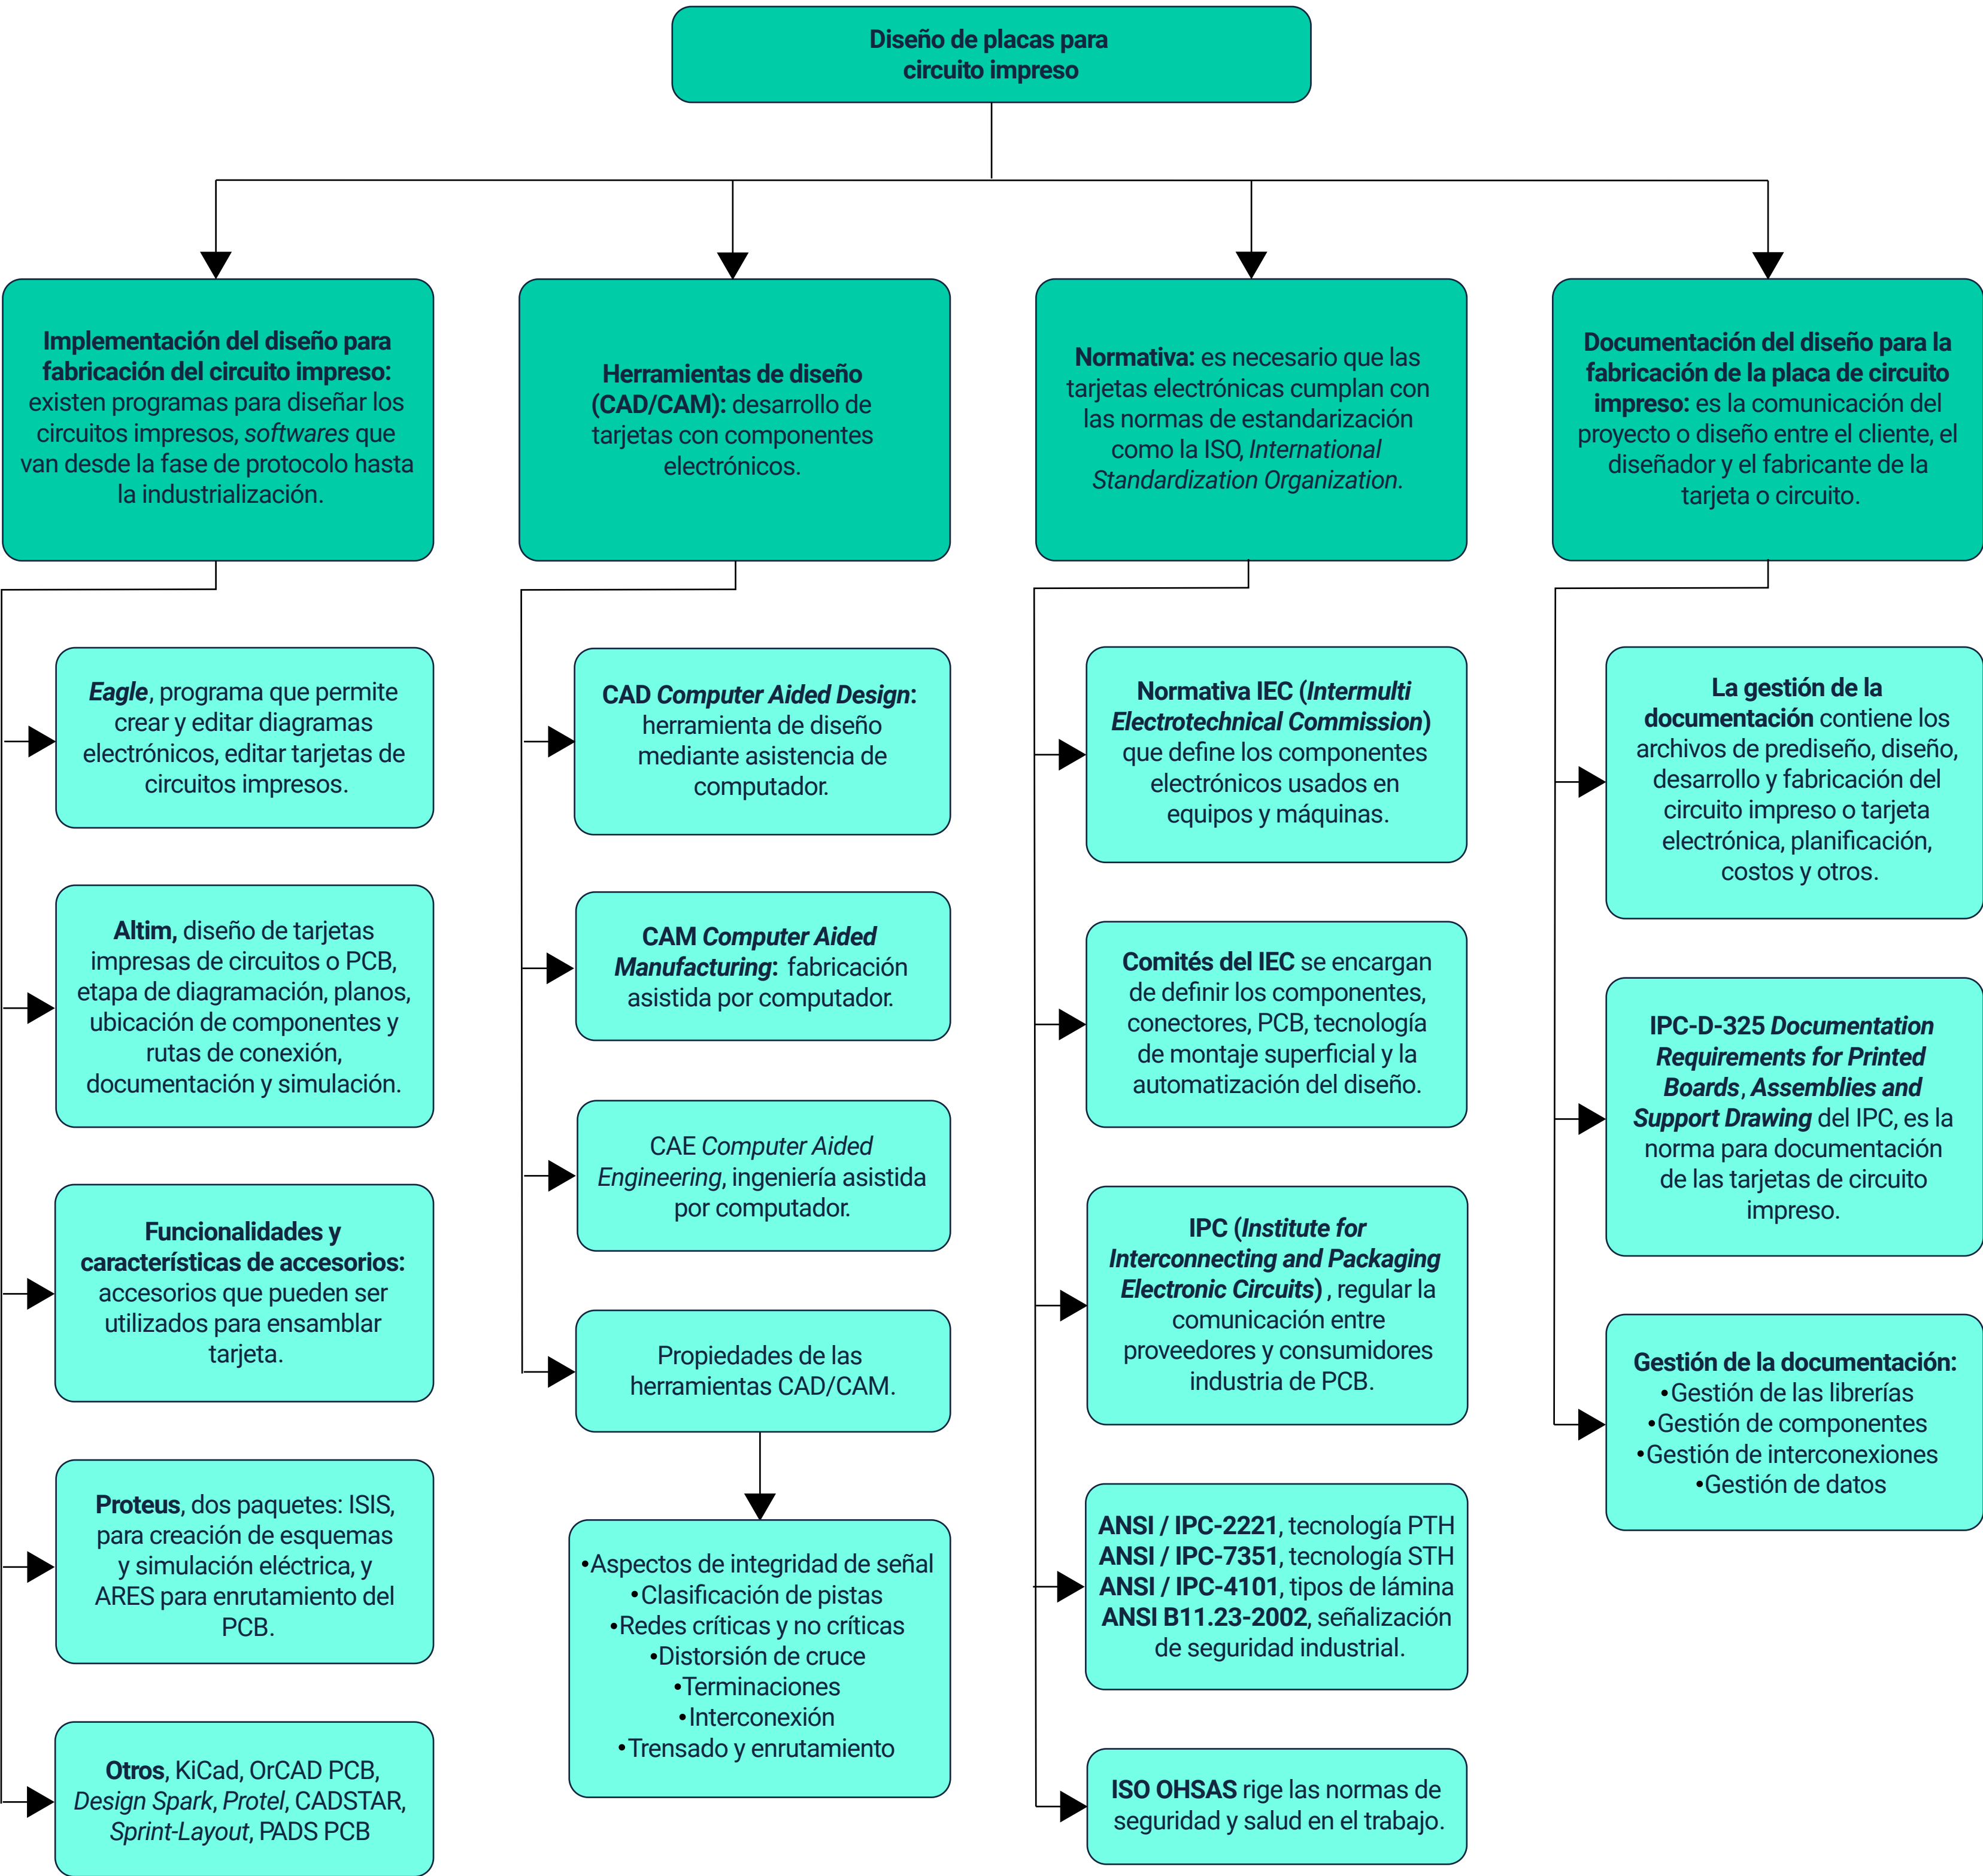 Diseño de placas para
circuito impreso
Implementación del diseño para
fabricación del circuito impreso:
existen programas para diseñar los
circuitos impresos, softwares que
van desde la fase de protocolo hasta
la industrialización.
Eagle, programa que permite
crear y editar diagramas
electrónicos, editar tarjetas de
circuitos impresos.
Altim, diseño de tarjetas
impresas de circuitos o PCB,
etapa de diagramación, planos,
ubicación de componentes y
rutas de conexión,
documentación y simulación.
Funcionalidades y
características de accesorios:
accesorios que pueden ser
utilizados para ensamblar
tarjeta.
Proteus, dos paquetes: ISIS,
para creación de esquemas
y simulación eléctrica, y
ARES para enrutamiento del
PCB.
Otros, KiCad, OrCAD PCB,
Design Spark, Protel, CADSTAR,
Sprint-Layout, PADS PCB
Herramientas de diseño
(CAD/CAM): desarrollo de
tarjetas con componentes
electrónicos.
CAD Computer Aided Design:
herramienta de diseño
mediante asistencia de
computador.
CAM Computer Aided
Manufacturing: fabricación
asistida por computador.
CAE Computer Aided
Engineering, ingeniería asistida
por computador.
Propiedades de las
herramientas CAD/CAM.
•Aspectos de integridad de señal
•Clasificación de pistas
•Redes críticas y no críticas
•Distorsión de cruce
•Terminaciones
•Interconexión
•Trensado y enrutamiento
Normativa: es necesario que las
tarjetas electrónicas cumplan con
las normas de estandarización
como la ISO, International
Standardization Organization.
Normativa IEC (Intermulti
Electrotechnical Commission)
que define los componentes
electrónicos usados en
equipos y máquinas.
Comités del IEC se encargan
de definir los componentes,
conectores, PCB, tecnología
de montaje superficial y la
automatización del diseño.
IPC (Institute for
Interconnecting and Packaging
Electronic Circuits) , regular la
comunicación entre
proveedores y consumidores
industria de PCB.
ANSI / IPC-2221, tecnología PTH
ANSI / IPC-7351, tecnología STH
ANSI / IPC-4101, tipos de lámina
ANSI B11.23-2002, señalización
de seguridad industrial.
ISO OHSAS rige las normas de
seguridad y salud en el trabajo.
Documentación del diseño para la
fabricación de la placa de circuito
impreso: es la comunicación del
proyecto o diseño entre el cliente, el
diseñador y el fabricante de la
tarjeta o circuito.
La gestión de la
documentación contiene los
archivos de prediseño, diseño,
desarrollo y fabricación del
circuito impreso o tarjeta
electrónica, planificación,
costos y otros.
IPC-D-325 Documentation
Requirements for Printed
Boards, Assemblies and
Support Drawing del IPC, es la
norma para documentación
de las tarjetas de circuito
impreso.
Gestión de la documentación:
•Gestión de las librerías
•Gestión de componentes
•Gestión de interconexiones
•Gestión de datos